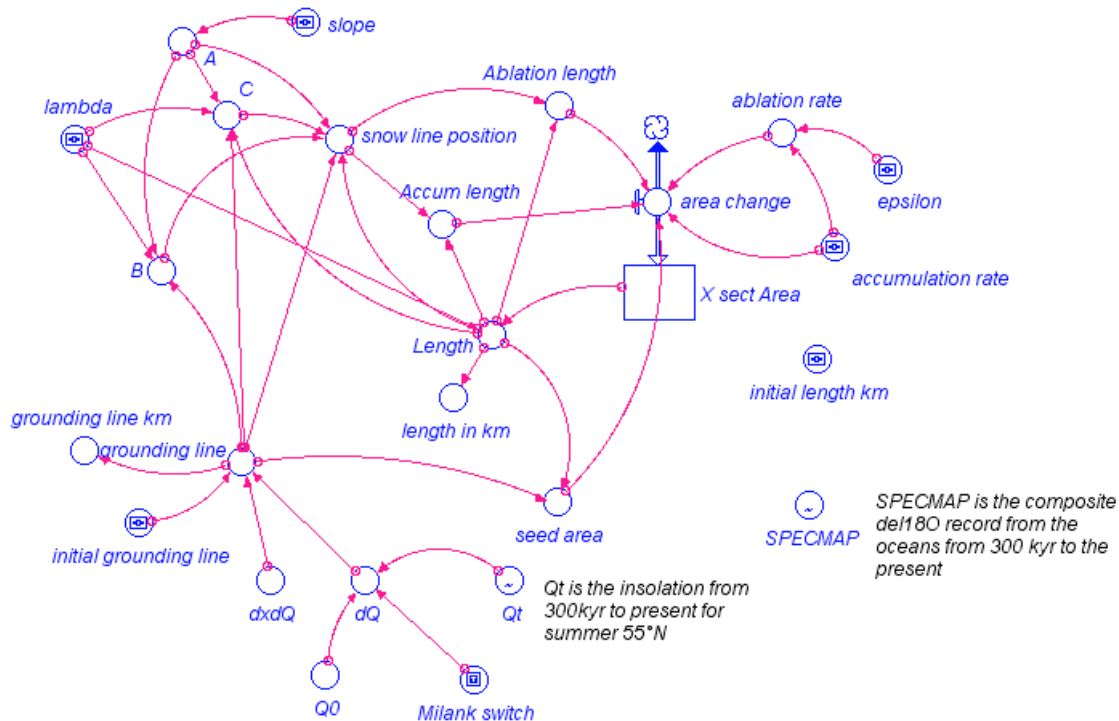 slope
A
Ablation length
C
lambda
ablation rate
snow line position
Accum length
area change
epsilon
B
accumulation rate
X sect Area
Length
initial length km
grounding line km
length in km
grounding line
SPECMAP is the composite
del18O record from the
oceans from 300 kyr to the
present
seed area
SPECMAP
initial grounding line
Qt is the insolation from
300kyr to present for
summer 55°N
dxdQ
dQ
Qt
Q0
Milank switch